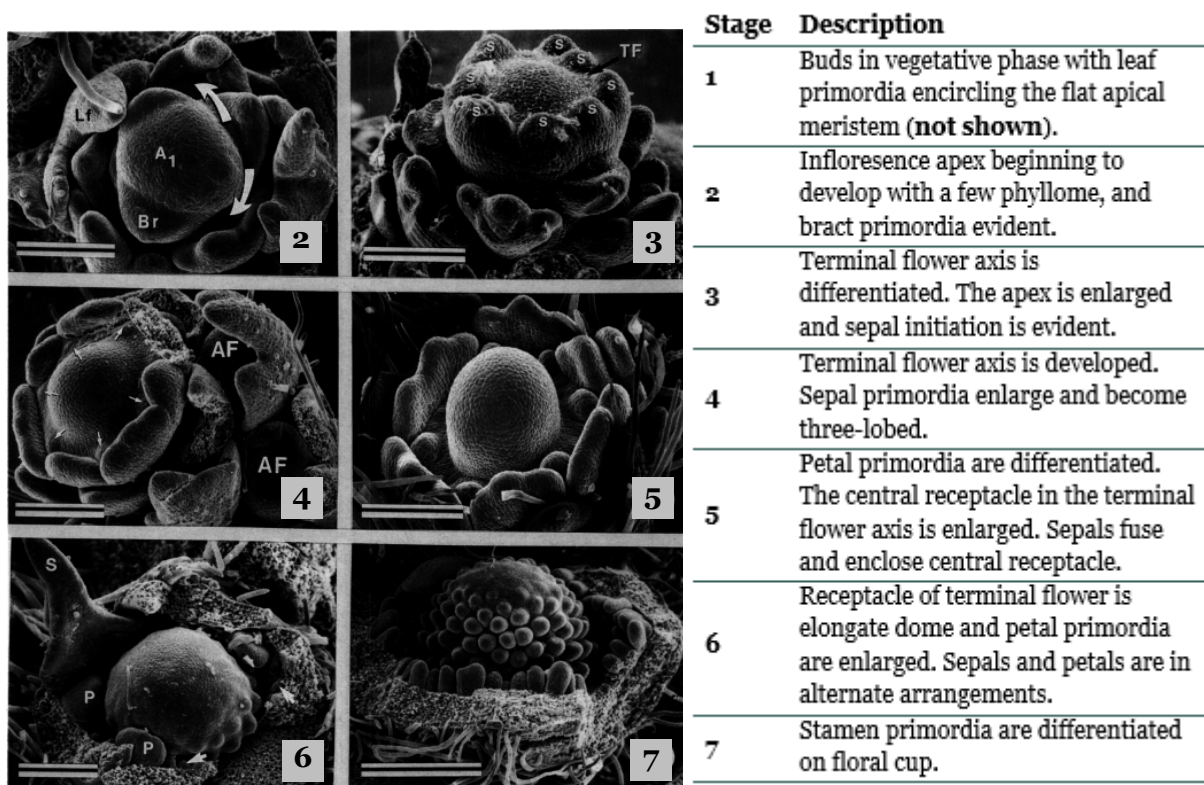 Lf
A1
Br
2
S S S S S S S S
TF
3
AF
AF
4
5
S
P
P
6
7
Stage Description
1 Buds in vegetative phase with leaf
primordia encircling the flat apical
meristem (not shown).
2 Infloresence apex beginning to
develop with a few phyllome, and
bract primordia evident.
3 Terminal flower axis is
differentiated. The apex is enlarged
and sepal initiation is evident.
4 Terminal flower axis is developed.
Sepal primordia enlarge and become
three-lobed.
5 Petal primordia are differentiated.
The central receptacle in the terminal
flower axis is enlarged. Sepals fuse
and enclose central receptacle.
6 Receptacle of terminal flower is
elongate dome and petal primordia
are enlarged. Sepals and petals are in
alternate arrangements.
7 Stamen primordia are differentiated
on floral cup.